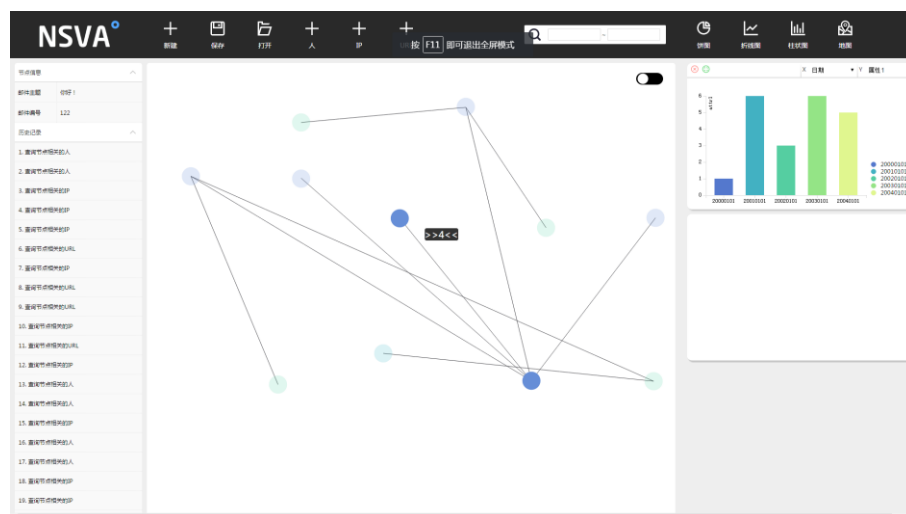 NSVA°
新建
保存
打开
人
IP
按 F11 即可退出全屏模式
-
饼图
折线图
柱状图
地图
节点信息
邮件主题 你好！
邮件编号 122
历史记录
1. 查询节点相关的人
2. 查询节点相关的人
3. 查询节点相关的IP
4. 查询节点相关的IP
5. 查询节点相关的IP
6. 查询节点相关的URL
7. 查询节点相关的IP
8. 查询节点相关的URL
9. 查询节点相关的URL
10. 查询节点相关的IP
11. 查询节点相关的URL
12. 查询节点相关的IP
13. 查询节点相关的人
14. 查询节点相关的人
15. 查询节点相关的IP
16. 查询节点相关的人
17. 查询节点相关的人
18. 查询节点相关的IP
19. 查询节点相关的IP
>>4<<
X 日期 Y 属性1
6
5
4
3
2
1
0
20000101 20010101 20020101 20030101 20040101
20000101
20010101
20020101
20030101
20040101